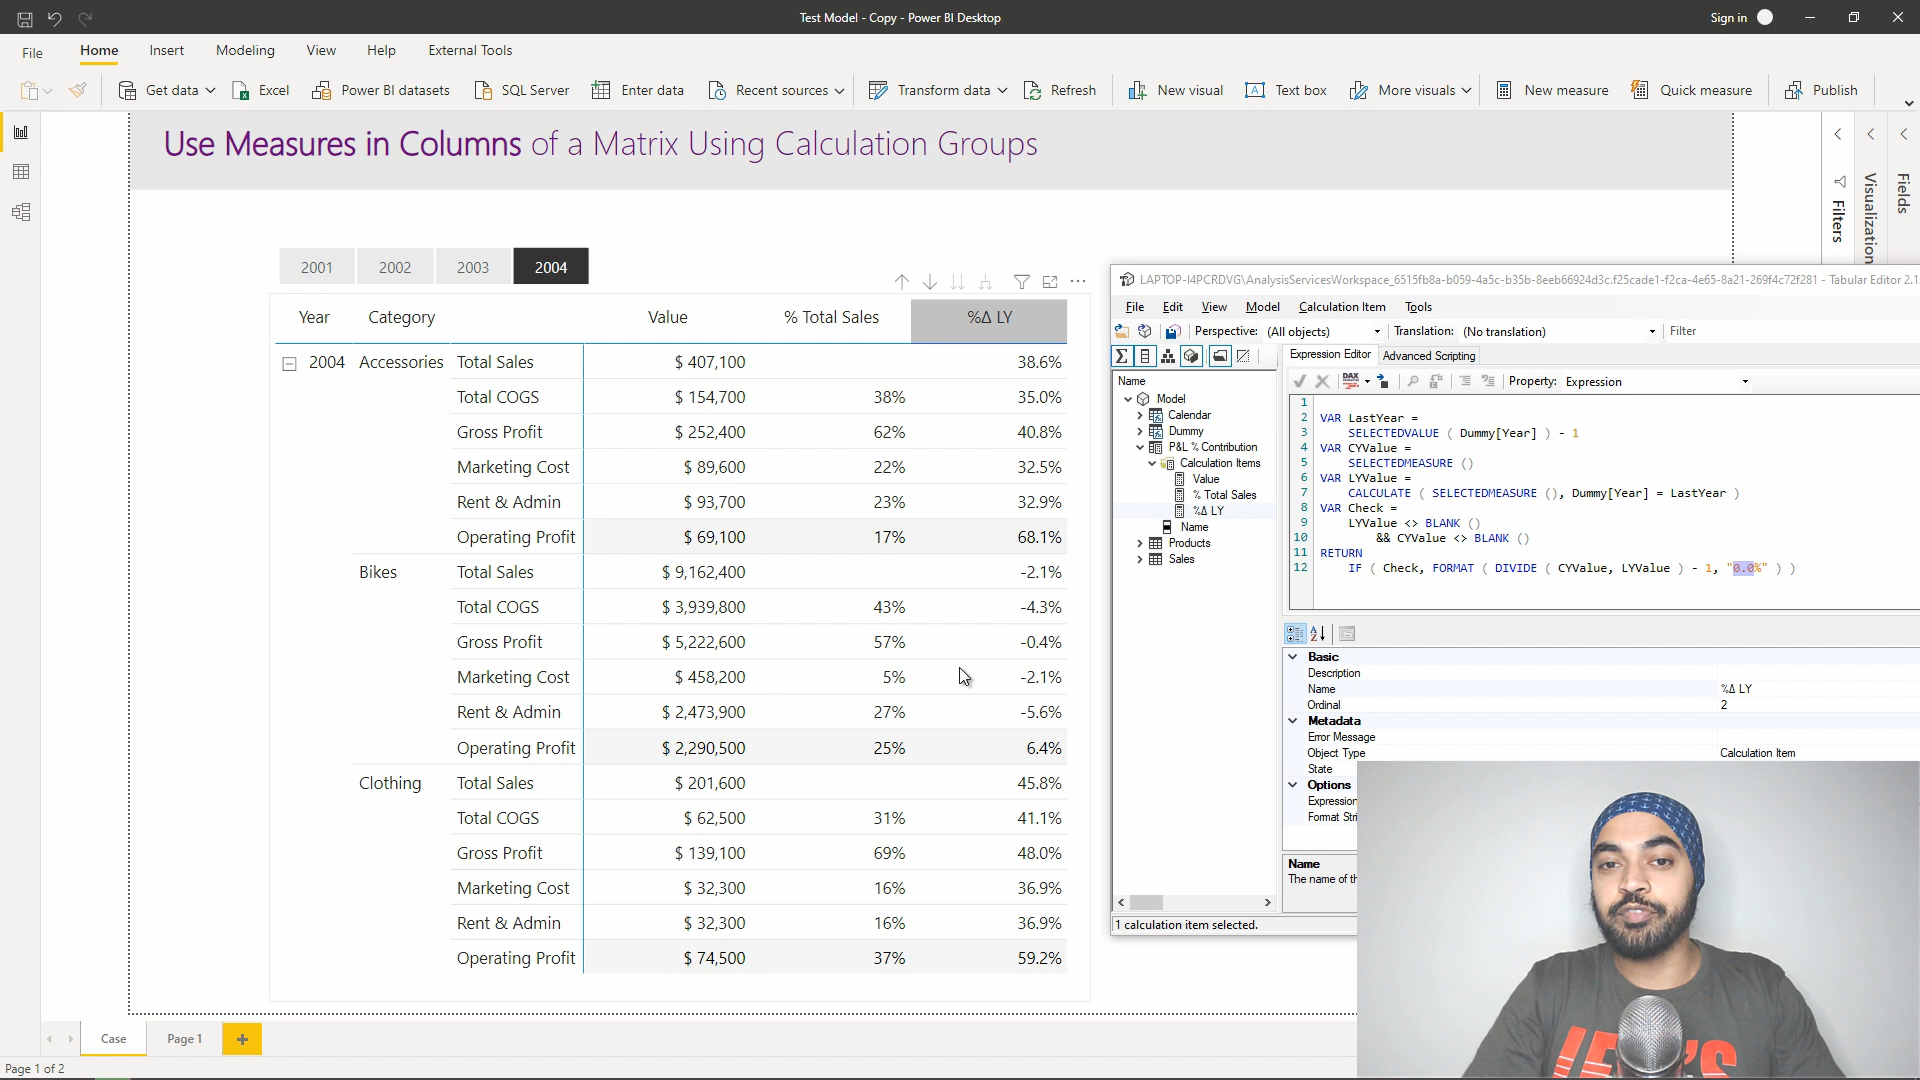 Test Model - Copy - Power BI Desktop
Sign in
File
Home
Insert
Modeling
View
Help
External Tools
Get data
Excel
Power BI datasets
SQL Server
Enter data
Recent sources
Transform data
Refresh
New visual
Text box
More visuals
New measure
Quick measure
Publish
Use Measures in Columns of a Matrix Using Calculation Groups
Filters
Visualization
Fields
2001
2002
2003
2004
Year Category Value % Total Sales %Δ LY
2004 Accessories Total Sales $ 407,100 38.6%
Total COGS $ 154,700 38% 35.0%
Gross Profit $ 252,400 62% 40.8%
Marketing Cost $ 89,600 22% 32.5%
Rent & Admin $ 93,700 23% 32.9%
Operating Profit $ 69,100 17% 68.1%
Bikes Total Sales $ 9,162,400 -2.1%
Total COGS $ 3,939,800 43% -4.3%
Gross Profit $ 5,222,600 57% -0.4%
Marketing Cost $ 458,200 5% -2.1%
Rent & Admin $ 2,473,900 27% -5.6%
Operating Profit $ 2,290,500 25% 6.4%
Clothing Total Sales $ 201,600 45.8%
Total COGS $ 62,500 31% 41.1%
Gross Profit $ 139,100 69% 48.0%
Marketing Cost $ 32,300 16% 36.9%
Rent & Admin $ 32,300 16% 36.9%
Operating Profit $ 74,500 37% 59.2%
LAPTOP-I4PCRDVG\AnalysisServicesWorkspace_6515fb8a-b059-4a5c-b35b-8eeb66924d3c.f25cade1-f2ca-4e65-8a21-269f4c72f281 - Tabular Editor 2.1
File Edit View Model Calculation Item Tools
Perspective: (All objects) Translation: (No translation) Filter
Expression Editor Advanced Scripting
DAX
Property: Expression
Name
Model
Calendar
Dummy
P&L % Contribution
Calculation Items
Value
% Total Sales
%Δ LY
Name
Products
Sales
1
2 VAR LastYear =
3 SELECTEDVALUE ( Dummy[Year] ) - 1
4 VAR CYValue =
5 SELECTEDMEASURE ()
6 VAR LYValue =
7 CALCULATE ( SELECTEDMEASURE (), Dummy[Year] = LastYear )
8 VAR Check =
9 LYValue <> BLANK ()
10 && CYValue <> BLANK ()
11 RETURN
12 IF ( Check, FORMAT ( DIVIDE ( CYValue, LYValue ) - 1, "0.0%" ) )
Basic
Description
Name %Δ LY
Ordinal 2
Metadata
Error Message
Object Type Calculation Item
State
Options
Expression
Format Stri
Name
The name of th
1 calculation item selected.
Case
Page 1
Page 1 of 2